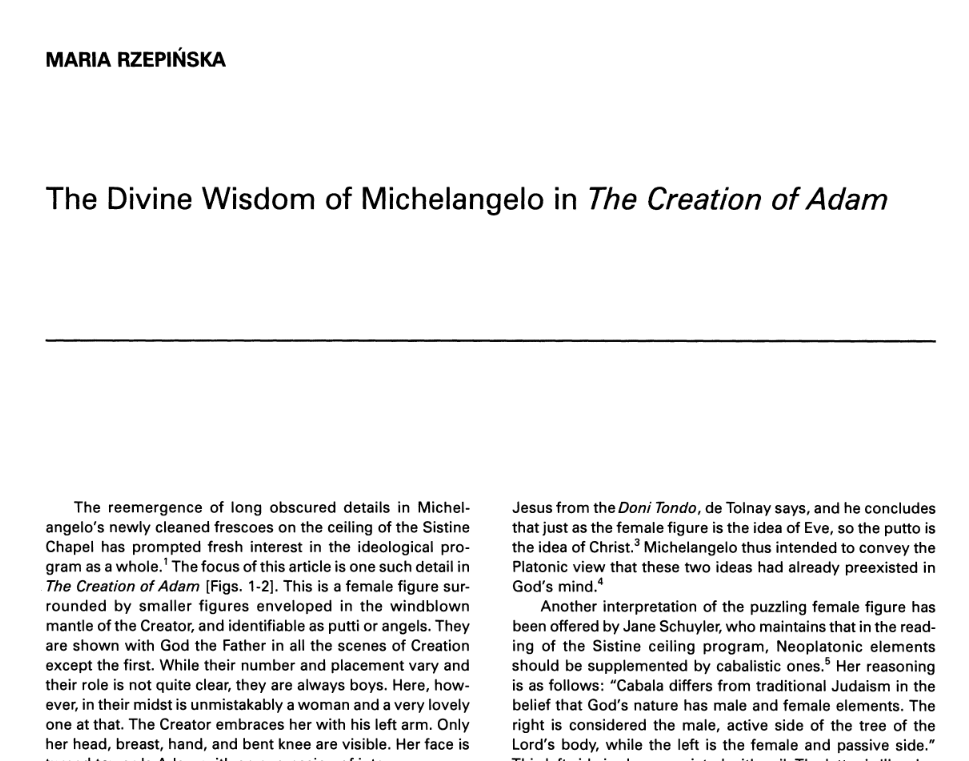 MARIA RZEPIŃSKA
The Divine Wisdom of Michelangelo in The Creation of Adam
The reemergence of long obscured details in Michel-
angelo's newly cleaned frescoes on the ceiling of the Sistine
Chapel has prompted fresh interest in the ideological pro-
gram as a whole.1 The focus of this article is one such detail in
The Creation of Adam [Figs. 1-2]. This is a female figure sur-
rounded by smaller figures enveloped in the windblown
mantle of the Creator, and identifiable as putti or angels. They
are shown with God the Father in all the scenes of Creation
except the first. While their number and placement vary and
their role is not quite clear, they are always boys. Here, how-
ever, in their midst is unmistakably a woman and a very lovely
one at that. The Creator embraces her with his left arm. Only
her head, breast, hand, and bent knee are visible. Her face is
Jesus from the Doni Tondo, de Tolnay says, and he concludes
that just as the female figure is the idea of Eve, so the putto is
the idea of Christ.3 Michelangelo thus intended to convey the
Platonic view that these two ideas had already preexisted in
God's mind.4
Another interpretation of the puzzling female figure has
been offered by Jane Schuyler, who maintains that in the read-
ing of the Sistine ceiling program, Neoplatonic elements
should be supplemented by cabalistic ones.5 Her reasoning
is as follows: "Cabala differs from traditional Judaism in the
belief that God's nature has male and female elements. The
right is considered the male, active side of the tree of the
Lord's body, while the left is the female and passive side."